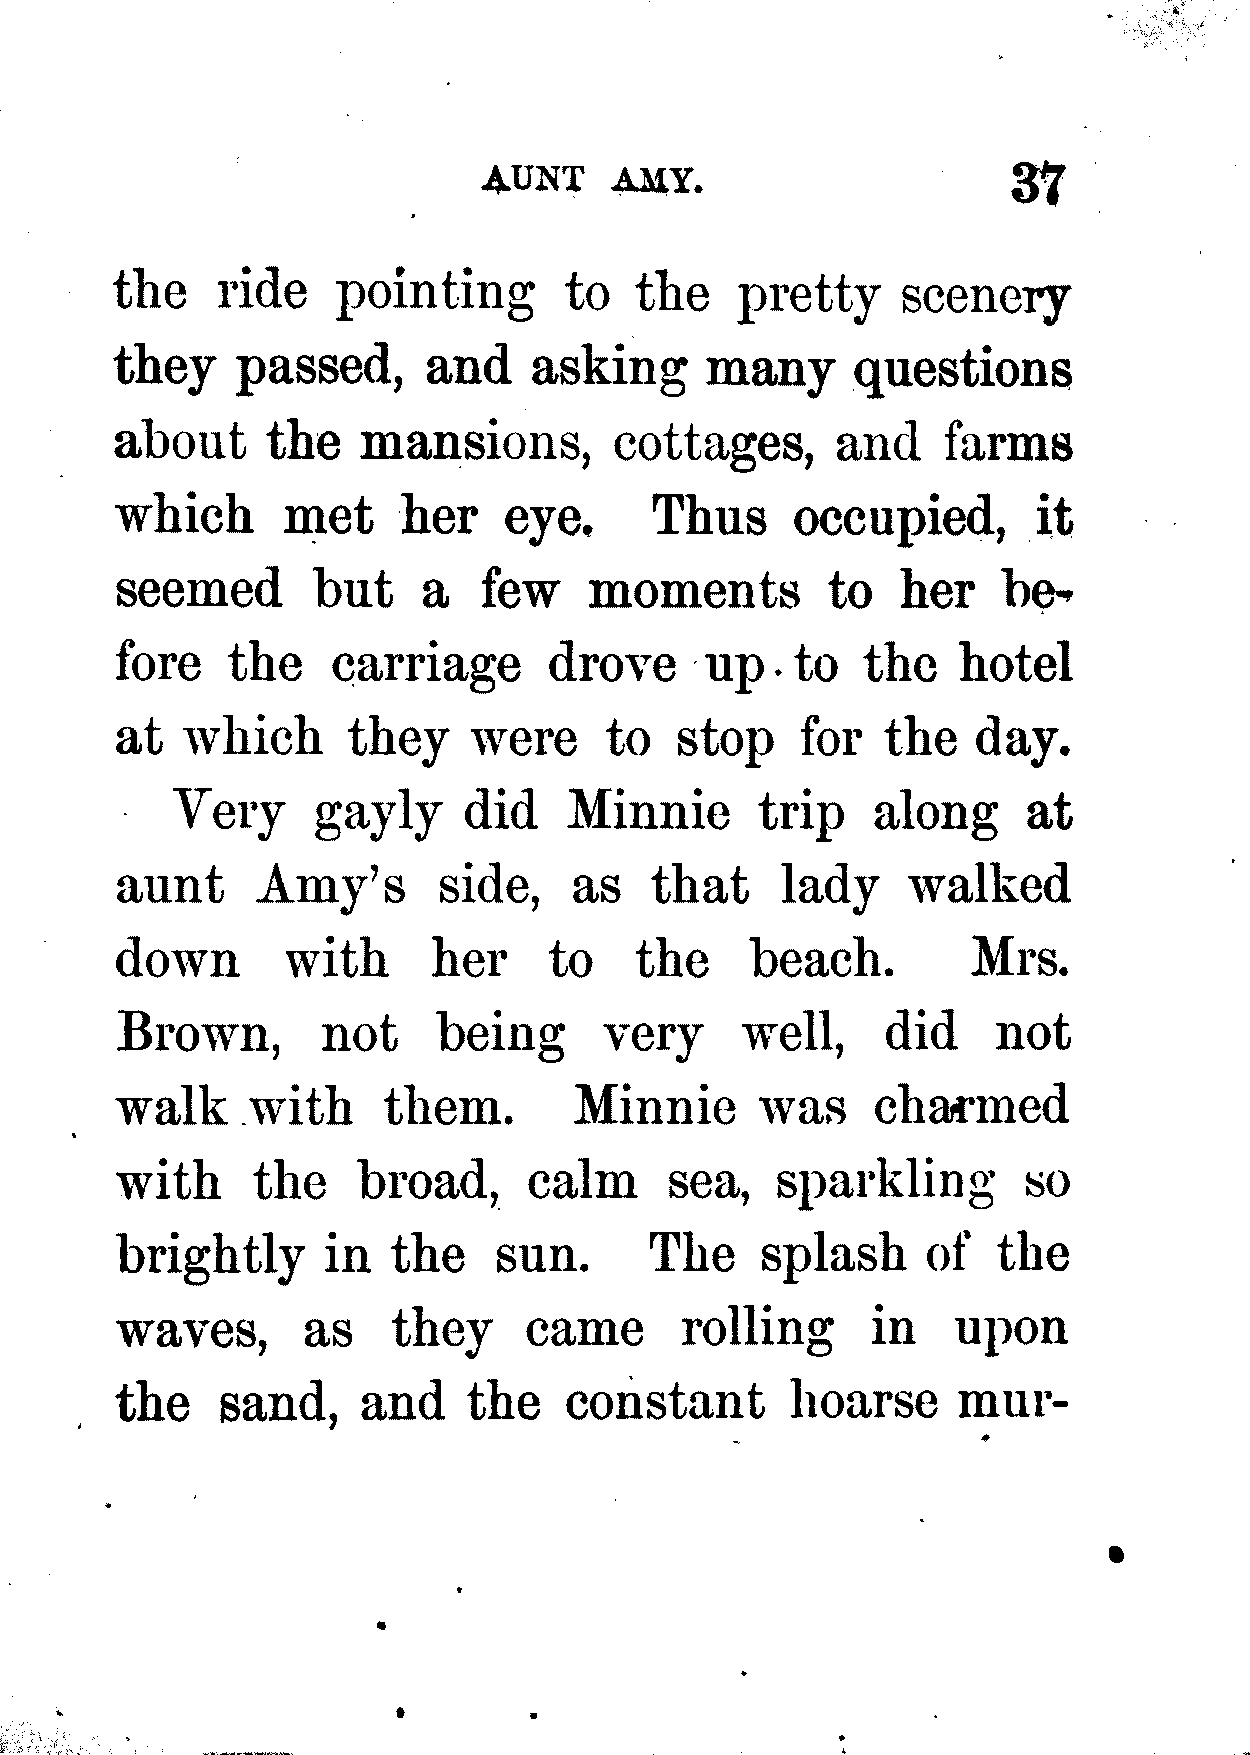 AUNT AMY. 37
the ride pointing to the pretty scenery
they passed, and asking many questions
about the mansions, cottages, and farms
which met her eye. Thus occupied, it
seemed but a few moments to her be-
fore the carriage drove up to the hotel
at which they were to stop for the day.
Very gayly did Minnie trip along at
aunt Amy's side, as that lady walked
down with her to the beach. Mrs.
Brown, not being very well, did not
walk with them. Minnie was charmed
with the broad, calm sea, sparkling so
brightly in the sun. The splash of the
waves, as they came rolling in upon
the sand, and the constant hoarse mur-